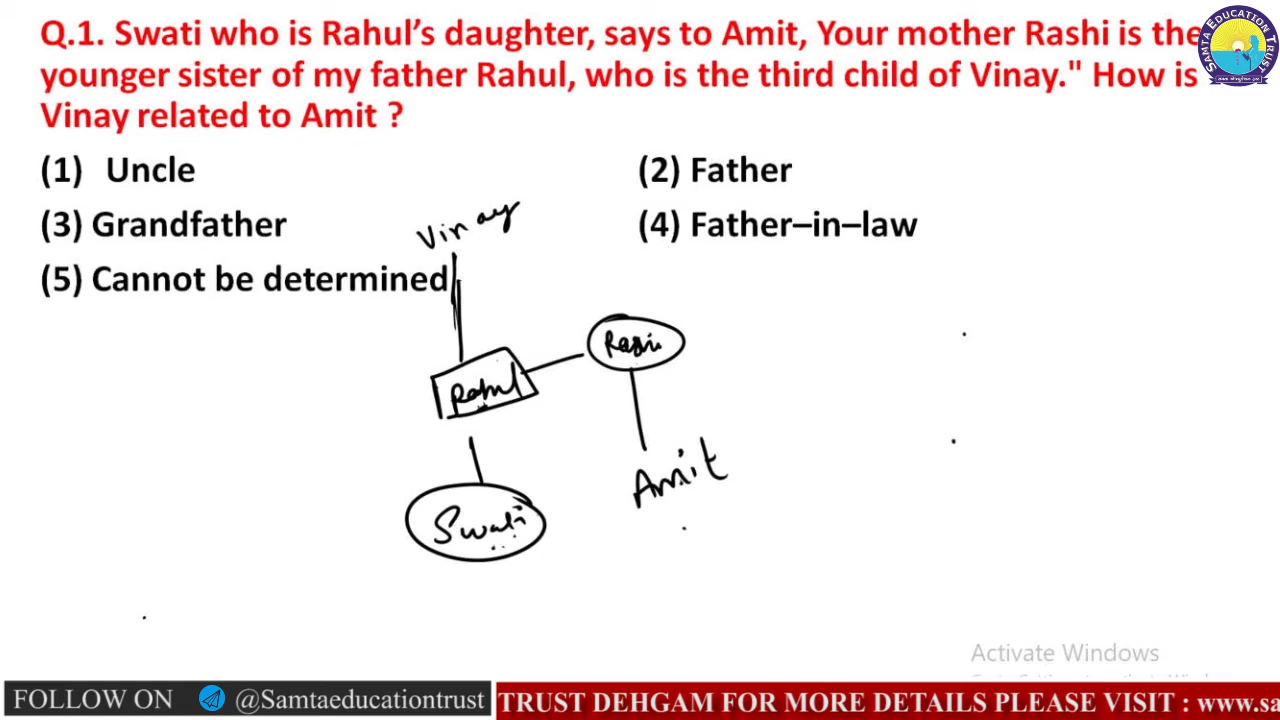 Q.1. Swati who is Rahul’s daughter, says to Amit, Your mother Rashi is the
younger sister of my father Rahul, who is the third child of Vinay." How is
Vinay related to Amit ?
(1) Uncle
(2) Father
(3) Grandfather
(4) Father–in–law
(5) Cannot be determined
Vinay
Rashi
Rahul
Amit
Swati
SAMTA EDUCATION TRUST
Activate Windows
FOLLOW ON @Samtaeducationtrust
TRUST DEHGAM FOR MORE DETAILS PLEASE VISIT : www.sa